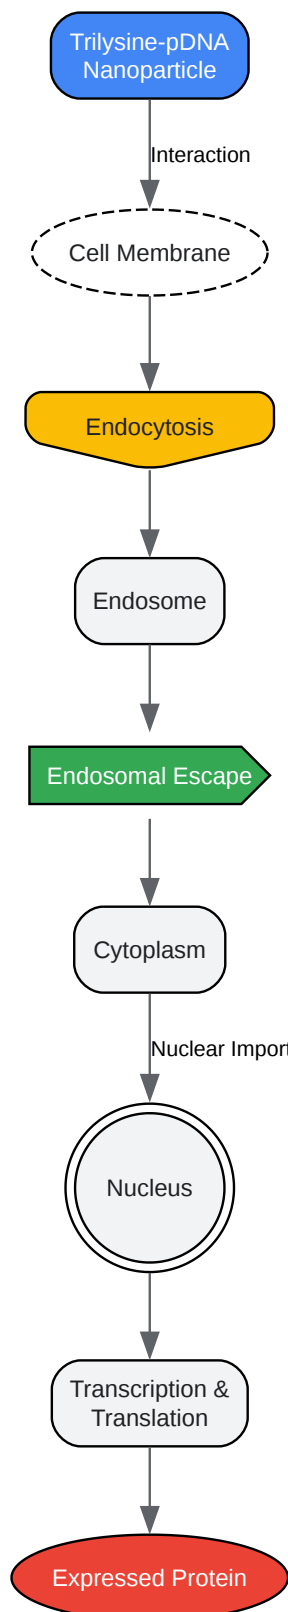 Trilysine-pDNA
Nanoparticle
Interaction
Cell Membrane
Endocytosis
Endosome
Endosomal Escape
Cytoplasm
Nuclear Import
Nucleus
Transcription &
Translation
Expressed Protein